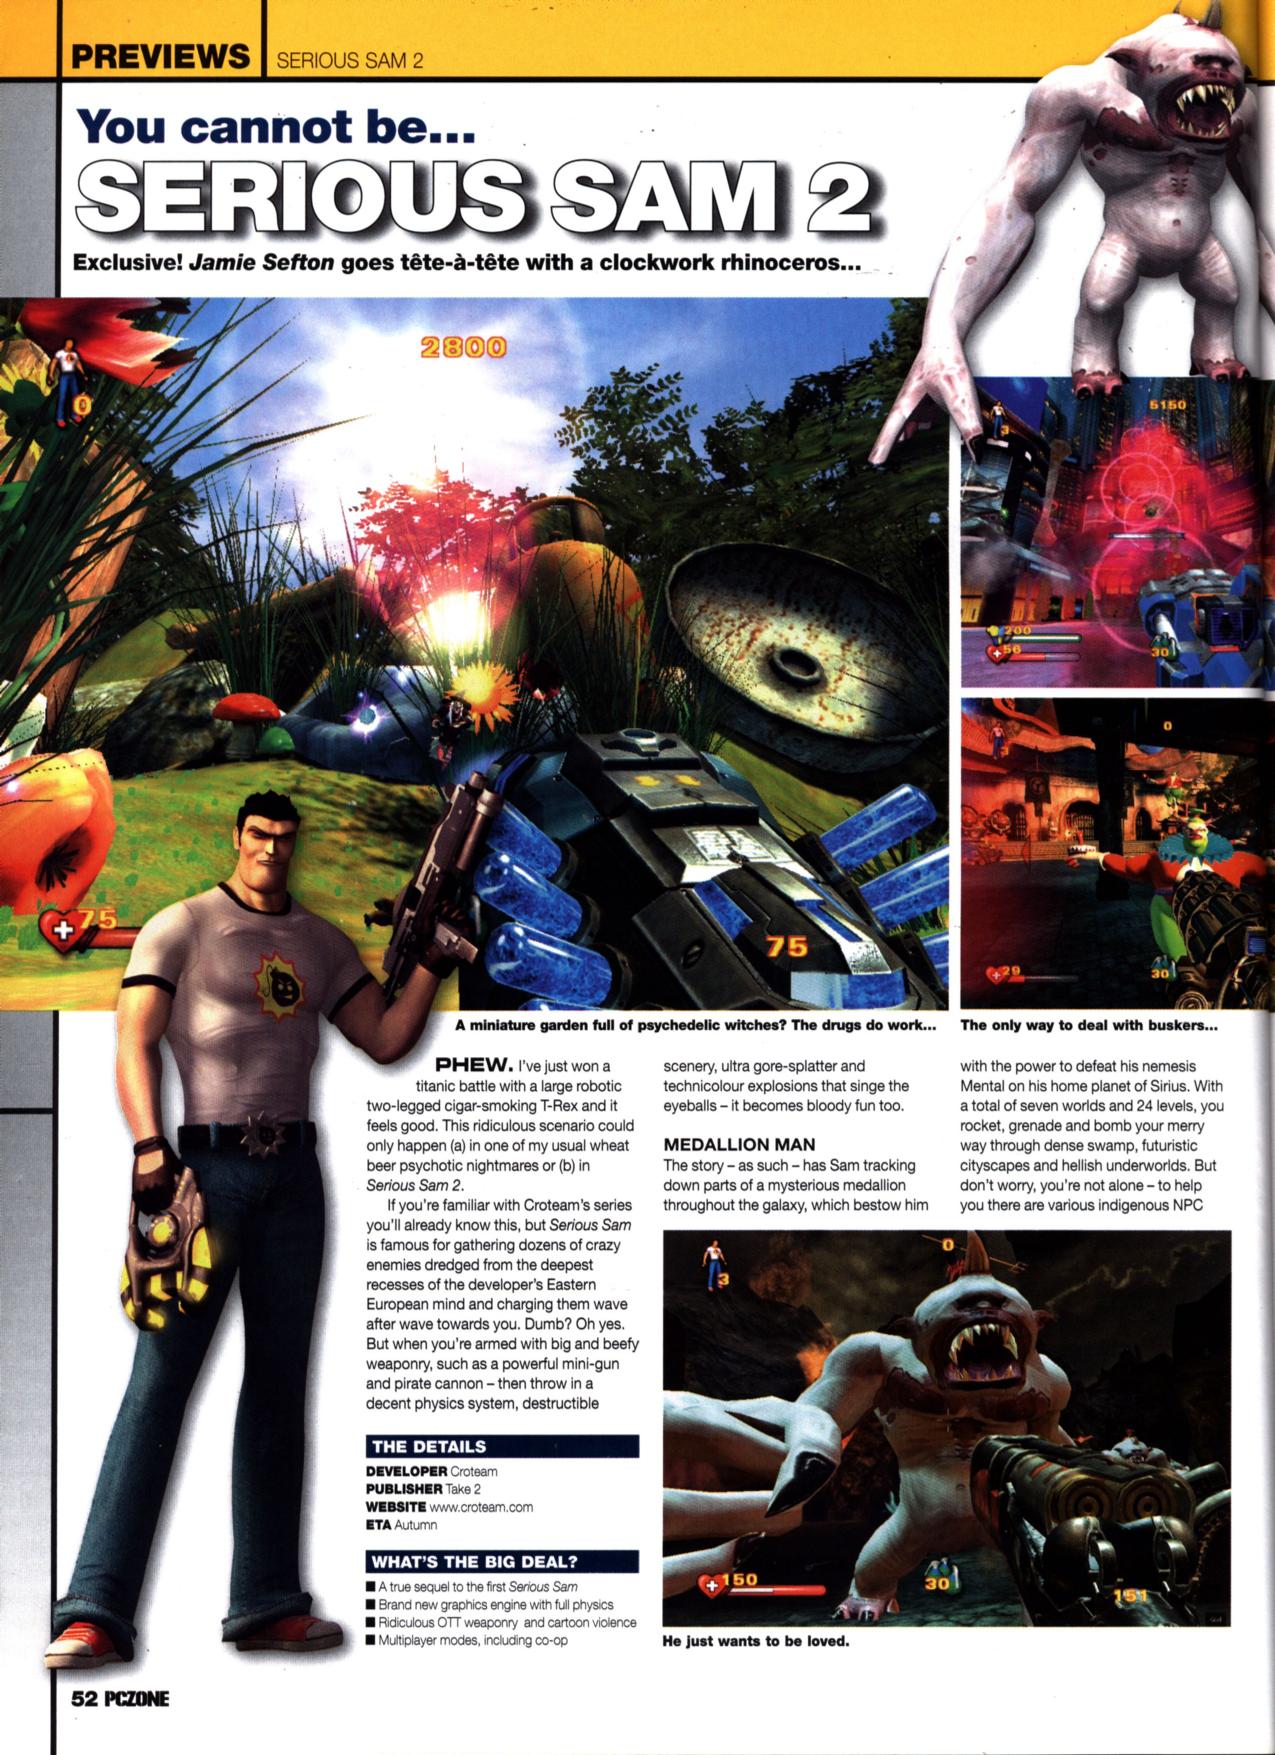 PREVIEWS
SERIOUS SAM 2
You cannot be...
SERIOUS SAM 2
Exclusive! Jamie Sefton goes tête-à-tête with a clockwork rhinoceros...
2800
0
75
75
5150
3
200
56
30
0
29
30
A miniature garden full of psychedelic witches? The drugs do work...
The only way to deal with buskers...
PHEW. I've just won a
titanic battle with a large robotic
two-legged cigar-smoking T-Rex and it
feels good. This ridiculous scenario could
only happen (a) in one of my usual wheat
beer psychotic nightmares or (b) in
Serious Sam 2.
If you're familiar with Croteam's series
you'll already know this, but Serious Sam
is famous for gathering dozens of crazy
enemies dredged from the deepest
recesses of the developer's Eastern
European mind and charging them wave
after wave towards you. Dumb? Oh yes.
But when you're armed with big and beefy
weaponry, such as a powerful mini-gun
and pirate cannon – then throw in a
decent physics system, destructible
scenery, ultra gore-splatter and
technicolour explosions that singe the
eyeballs – it becomes bloody fun too.
MEDALLION MAN
The story – as such – has Sam tracking
down parts of a mysterious medallion
throughout the galaxy, which bestow him
with the power to defeat his nemesis
Mental on his home planet of Sirius. With
a total of seven worlds and 24 levels, you
rocket, grenade and bomb your merry
way through dense swamp, futuristic
cityscapes and hellish underworlds. But
don't worry, you're not alone – to help
you there are various indigenous NPC
THE DETAILS
DEVELOPER Croteam
PUBLISHER Take 2
WEBSITE www.croteam.com
ETA Autumn
WHAT'S THE BIG DEAL?
■ A true sequel to the first Serious Sam
■ Brand new graphics engine with full physics
■ Ridiculous OTT weaponry and cartoon violence
■ Multiplayer modes, including co-op
0
3
150
30
151
He just wants to be loved.
52 PCZONE